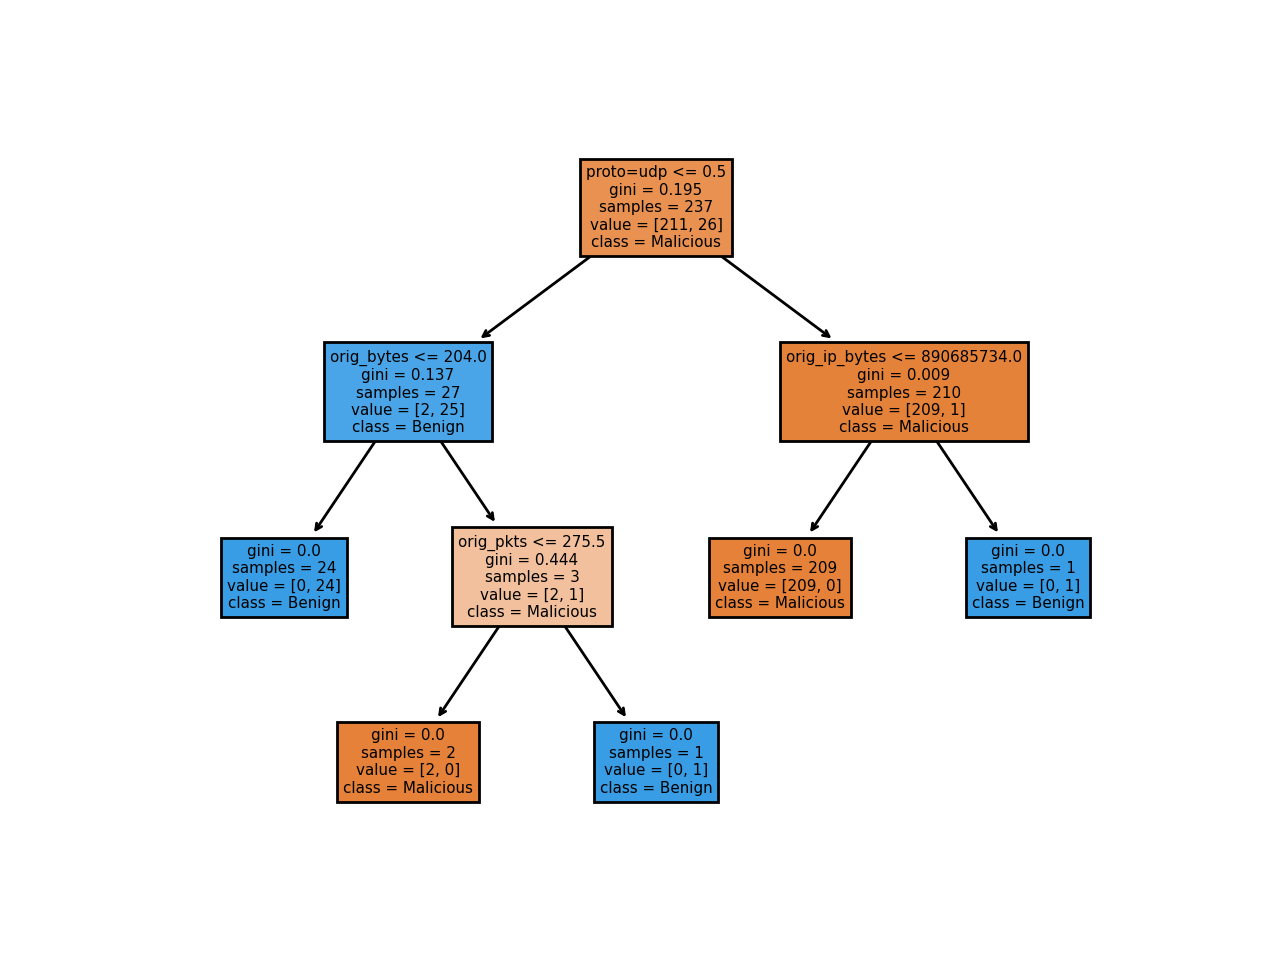 proto=udp <= 0.5
gini = 0.195
samples = 237
value = [211, 26]
class = Malicious
orig_bytes <= 204.0
gini = 0.137
samples = 27
value = [2, 25]
class = Benign
orig_ip_bytes <= 890685734.0
gini = 0.009
samples = 210
value = [209, 1]
class = Malicious
gini = 0.0
samples = 24
value = [0, 24]
class = Benign
orig_pkts <= 275.5
gini = 0.444
samples = 3
value = [2, 1]
class = Malicious
gini = 0.0
samples = 209
value = [209, 0]
class = Malicious
gini = 0.0
samples = 1
value = [0, 1]
class = Benign
gini = 0.0
samples = 2
value = [2, 0]
class = Malicious
gini = 0.0
samples = 1
value = [0, 1]
class = Benign